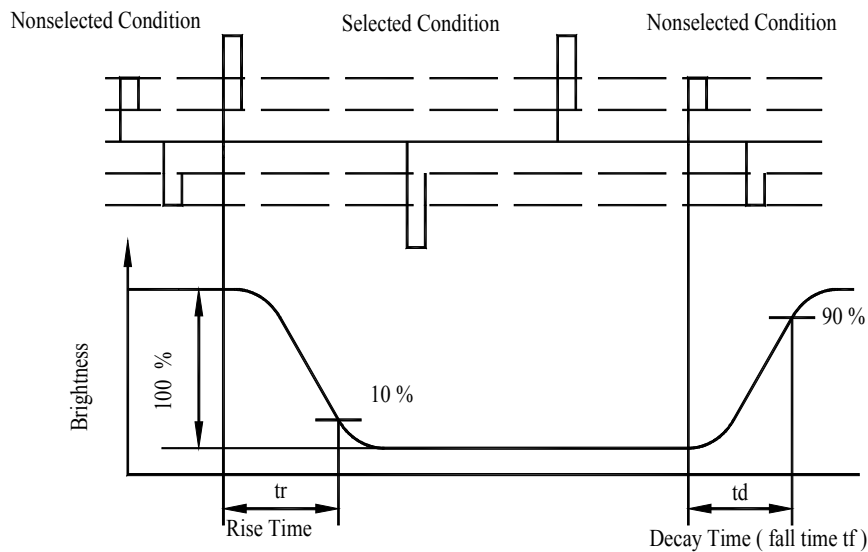 Nonselected Condition
Selected Condition
Nonselected Condition
Brightness
100 %
10 %
90 %
tr
Rise Time
td
Decay Time ( fall time tf )